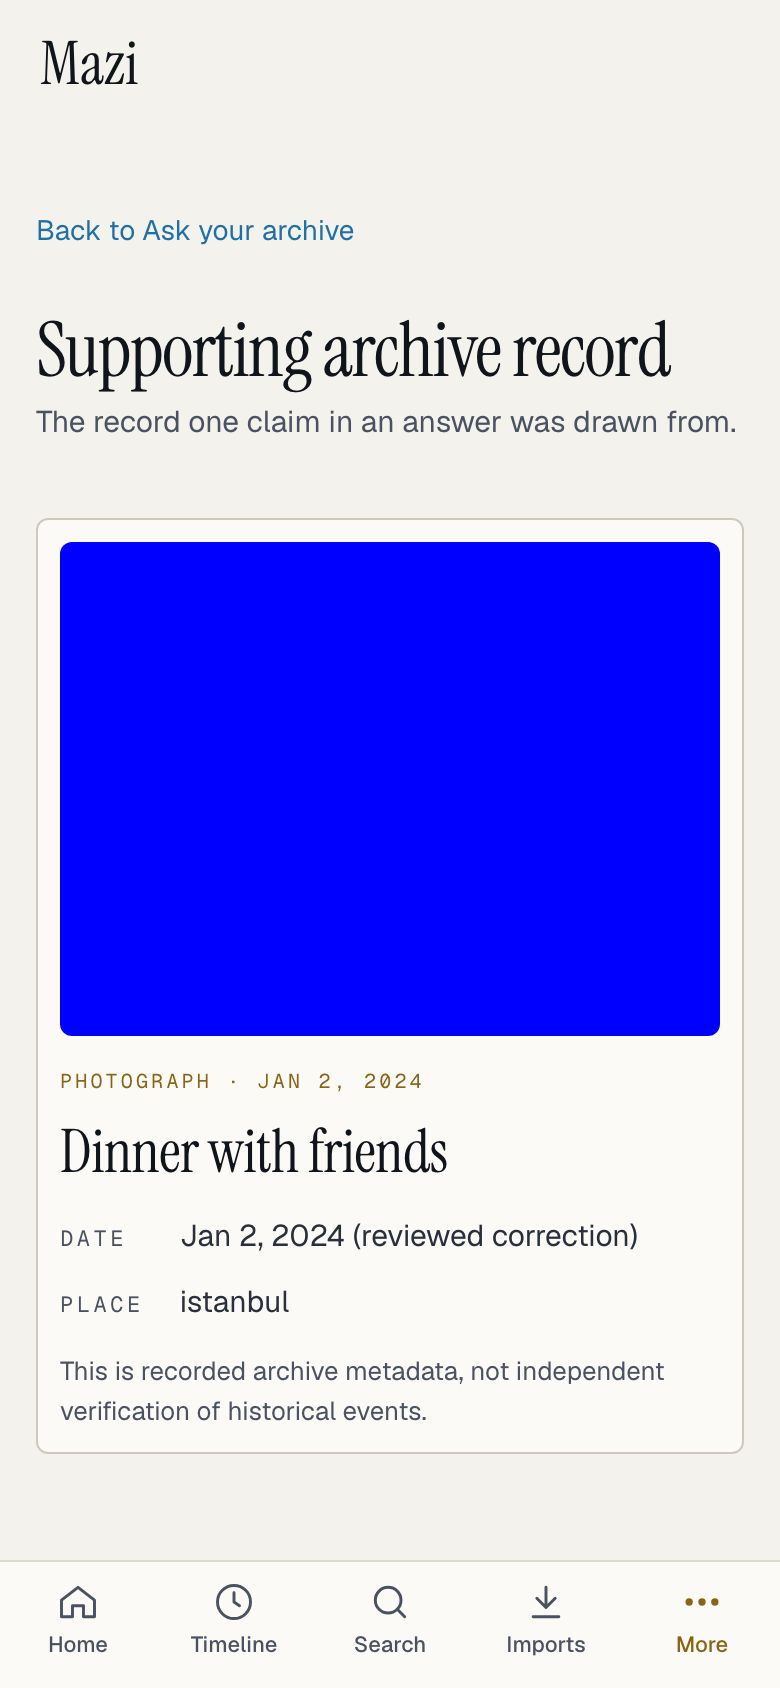 Mazi
Back to Ask your archive
Supporting archive record
The record one claim in an answer was drawn from.
PHOTOGRAPH · JAN 2, 2024
Dinner with friends
DATE Jan 2, 2024 (reviewed correction)
PLACE istanbul
This is recorded archive metadata, not independent
verification of historical events.
Home Timeline Search Imports More